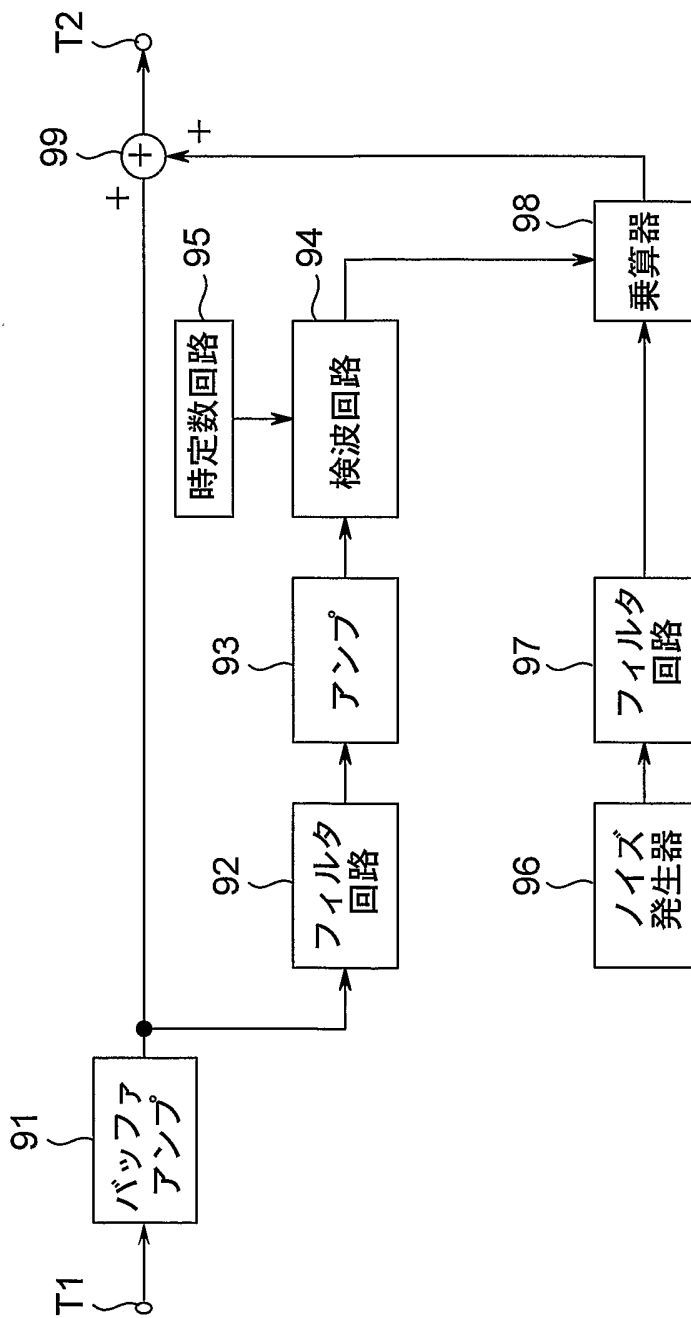 T1
91
バッファ
アンプ
92
フィルタ
回路
93
アンプ
95
時定数回路
94
検波回路
96
ノイズ
発生器
97
フィルタ
回路
98
乗算器
99
+
+
+
T2